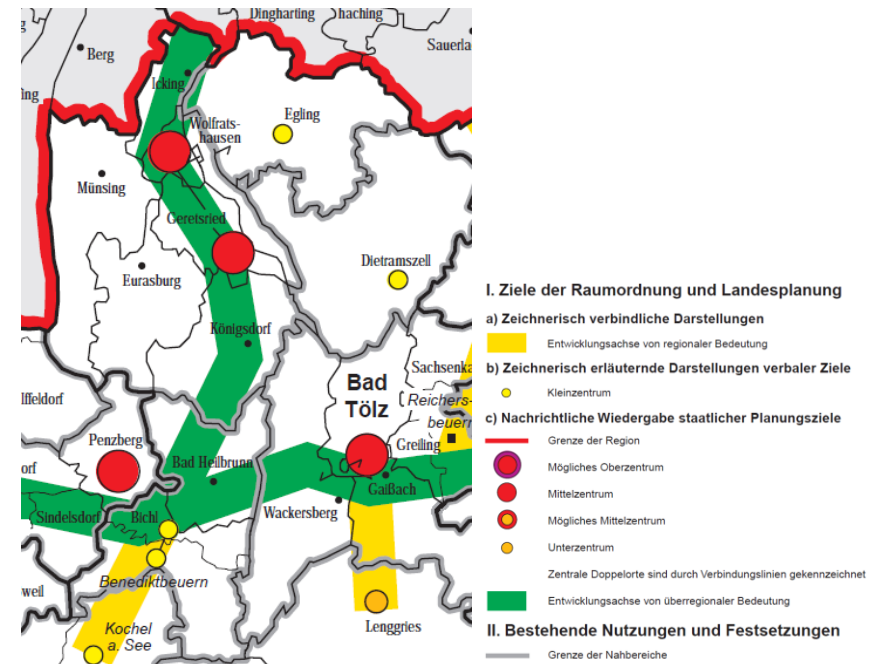 Dingharting
haching
Berg
Sauerla
Icking
ing
Egling
Wolfrats-
hausen
Münsing
Geretsried
Dietramszell
Eurasburg
Königsdorf
Sachsenka
Bad
Tölz
Reichers-
beuern
lffeldorf
Penzberg
Greiling
orf
Bad Heilbrunn
Gaißach
Sindelsdorf
Bichl
Wackersberg
Benediktbeuern
weil
Lenggries
Kochel
a. See
I. Ziele der Raumordnung und Landesplanung
a) Zeichnerisch verbindliche Darstellungen
Entwicklungsachse von regionaler Bedeutung
b) Zeichnerisch erläuternde Darstellungen verbaler Ziele
Kleinzentrum
c) Nachrichtliche Wiedergabe staatlicher Planungsziele
Grenze der Region
Mögliches Oberzentrum
Mittelzentrum
Mögliches Mittelzentrum
Unterzentrum
Zentrale Doppelorte sind durch Verbindungslinien gekennzeichnet
Entwicklungsachse von überregionaler Bedeutung
II. Bestehende Nutzungen und Festsetzungen
Grenze der Nahbereiche